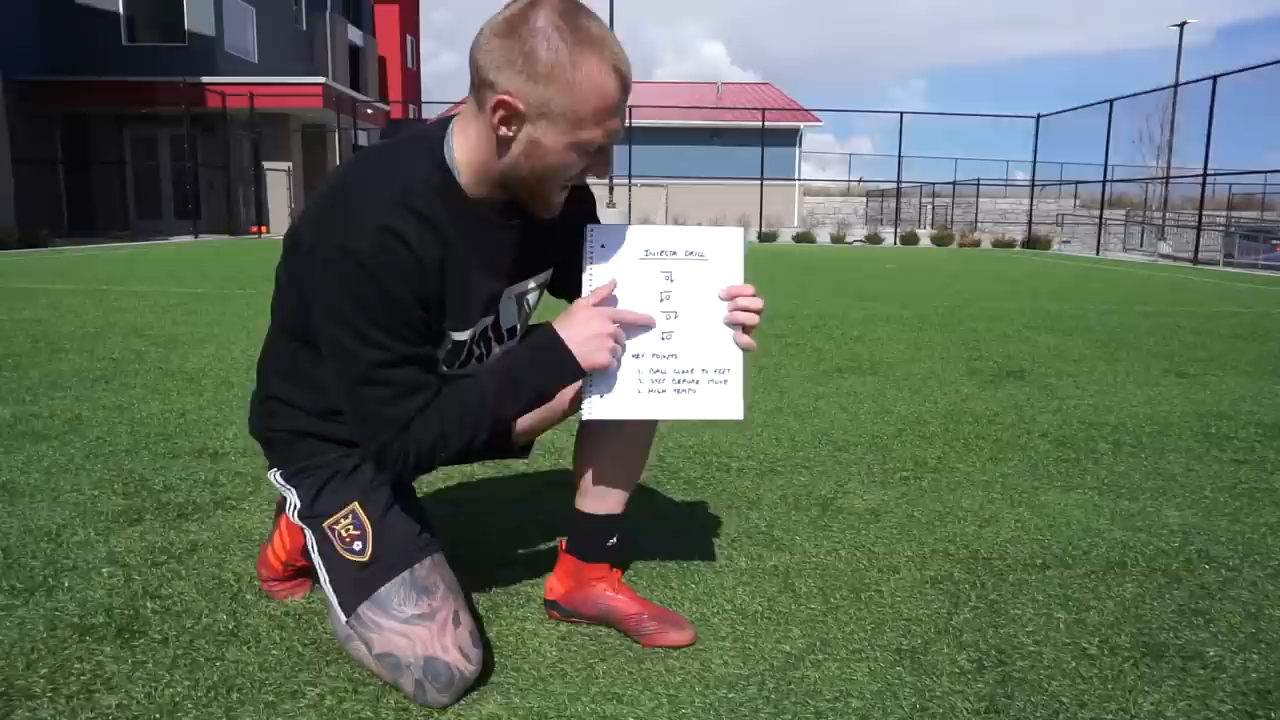 INIESTA DRILL
KEY POINTS
1. BALL CLOSE TO FEET
2. STEP BEFORE MOVE
3. HIGH TEMPO